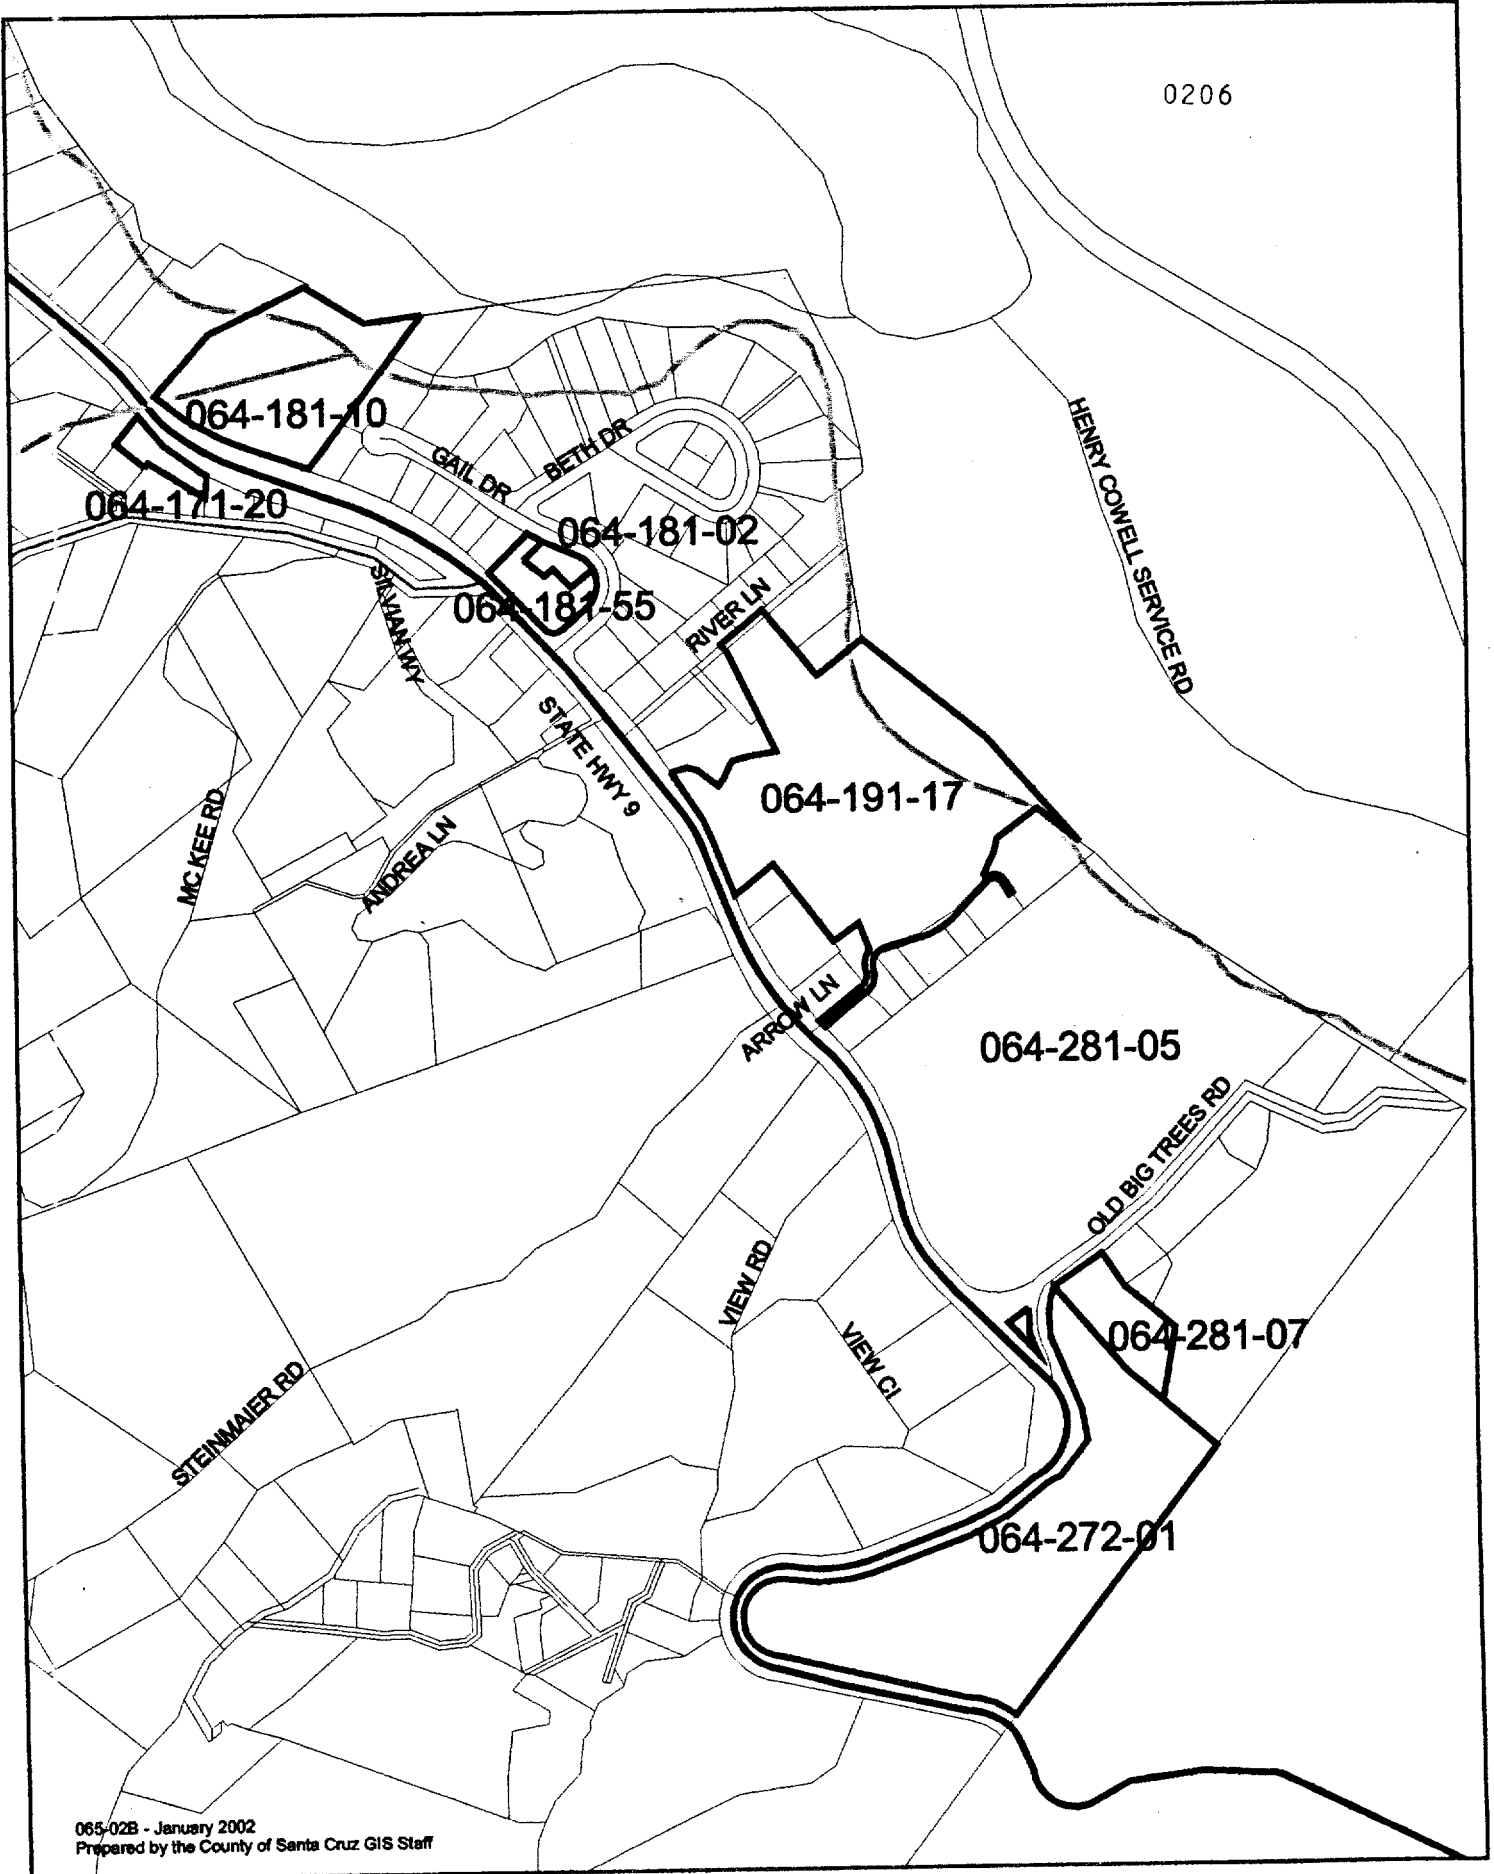 0206
064-181-10
HENRY COWELL SERVICE RD
GAIL DR
BETH DR
064-171-20
064-181-02
SILVIAN WY
064-181-55
RIVER LN
STATE HWY 9
064-191-17
MC KEE RD
ANDREA LN
ARROW LN
064-281-05
OLD BIG TREES RD
VIEW RD
VIEW CI
064-281-07
STEINMAIER RD
064-272-01
065-02B - January 2002
Prepared by the County of Santa Cruz GIS Staff